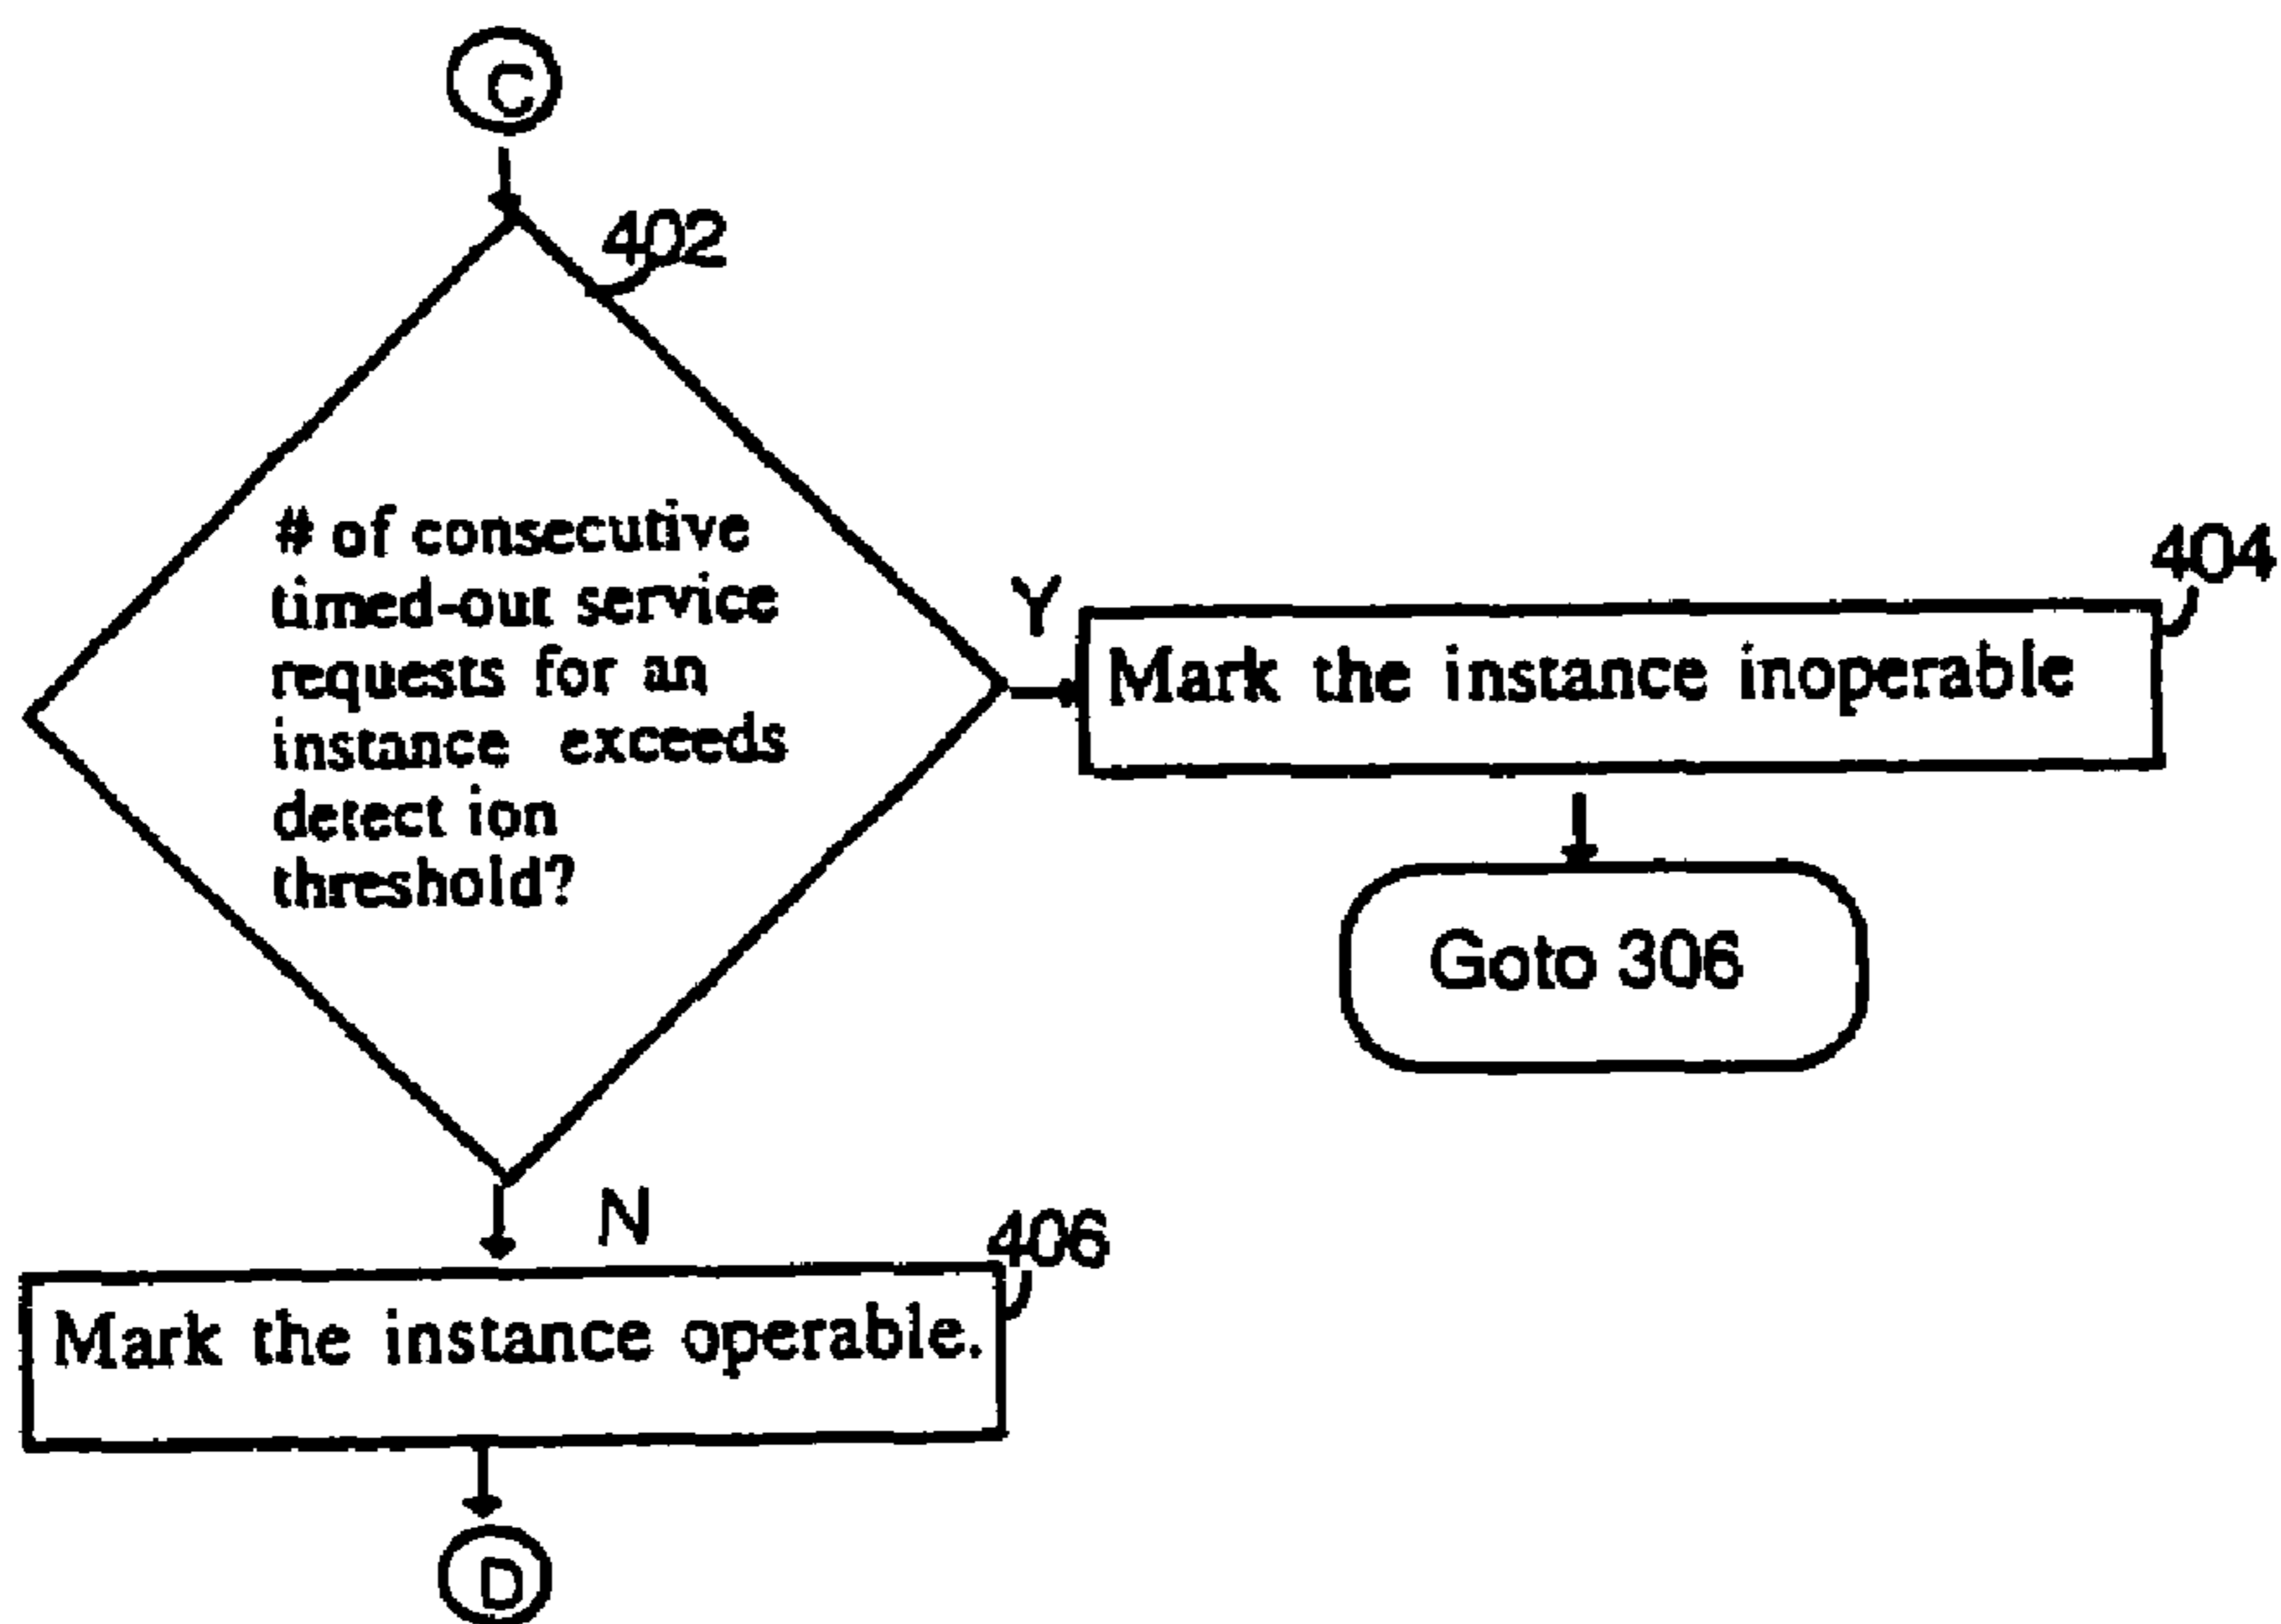 C
402
# of consecutive
timed-out service
requests for an
instance exceeds
detect ion
threshold?
Y
404
Mark the instance inoperable
Goto 306
N
406
Mark the instance operable.
D